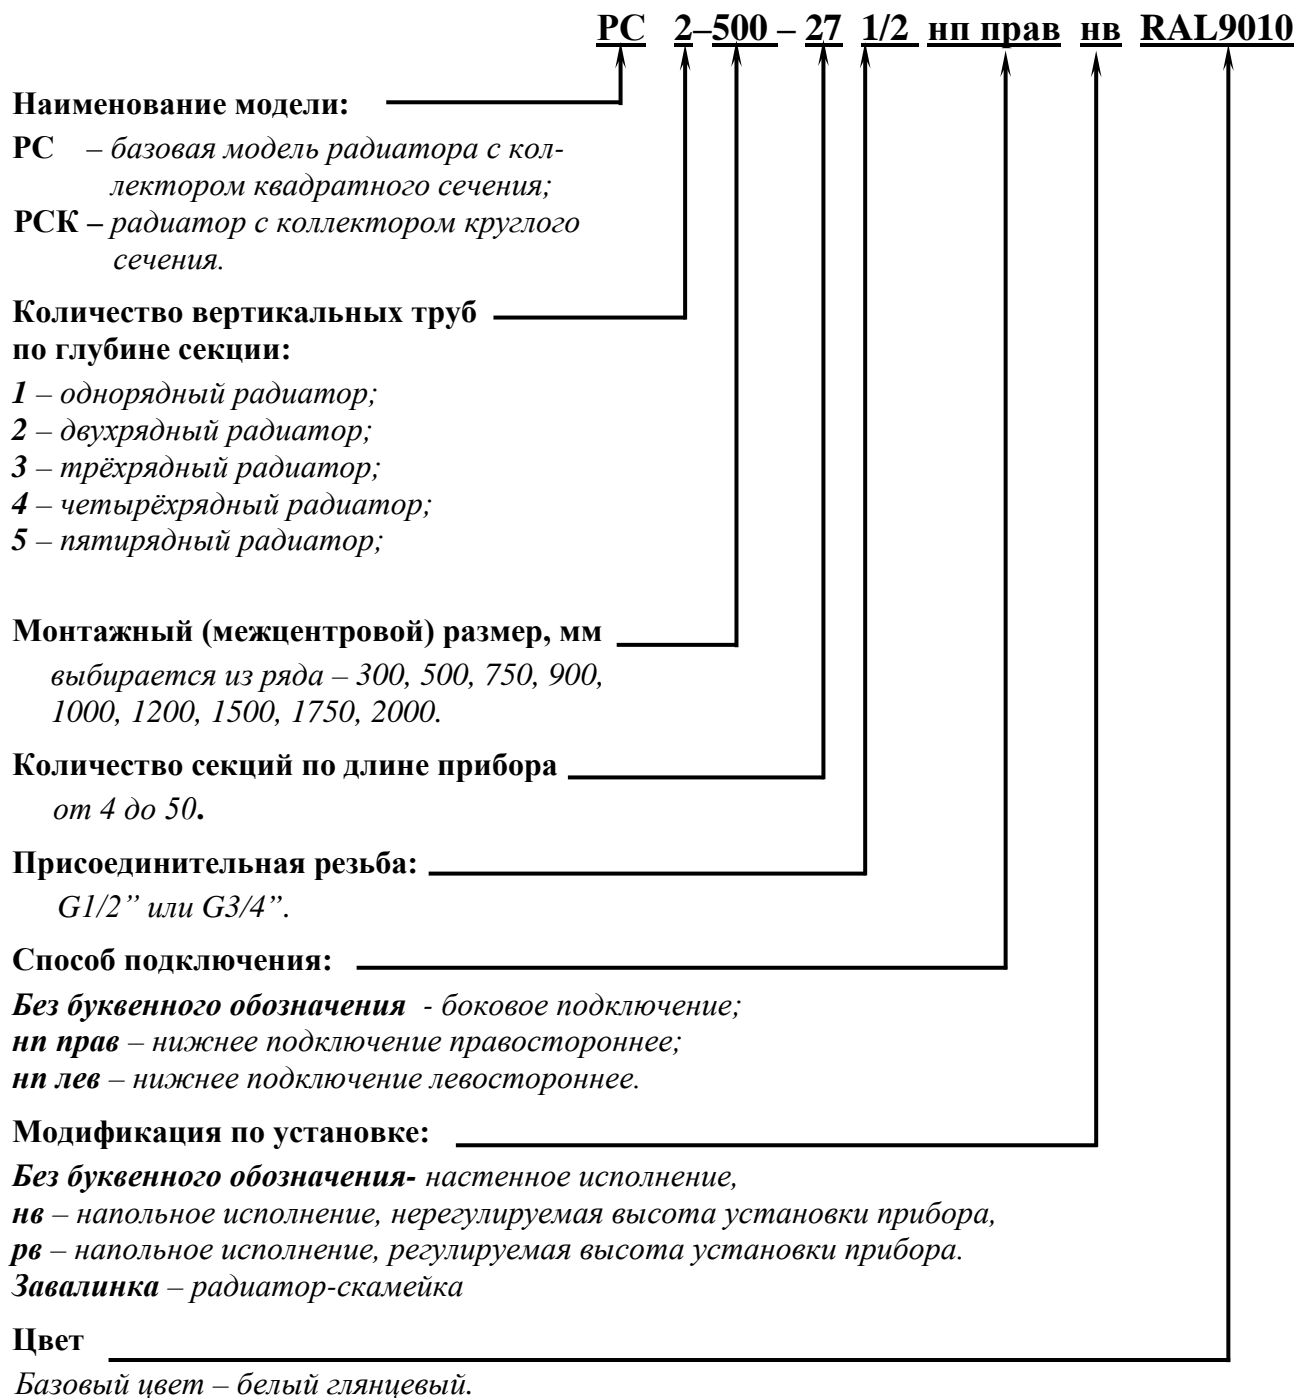 РС 2–500 – 27 1/2 нп прав нв RAL9010
Наименование модели:
РС – базовая модель радиатора с кол-
лектором квадратного сечения;
РСК – радиатор с коллектором круглого
сечения.
Количество вертикальных труб
по глубине секции:
1 – однорядный радиатор;
2 – двухрядный радиатор;
3 – трёхрядный радиатор;
4 – четырёхрядный радиатор;
5 – пятирядный радиатор;
Монтажный (межцентровой) размер, мм
выбирается из ряда – 300, 500, 750, 900,
1000, 1200, 1500, 1750, 2000.
Количество секций по длине прибора
от 4 до 50.
Присоединительная резьба:
G1/2” или G3/4”.
Способ подключения:
Без буквенного обозначения - боковое подключение;
нп прав – нижнее подключение правостороннее;
нп лев – нижнее подключение левостороннее.
Модификация по установке:
Без буквенного обозначения- настенное исполнение,
нв – напольное исполнение, нерегулируемая высота установки прибора,
рв – напольное исполнение, регулируемая высота установки прибора.
Завалинка – радиатор-скамейка
Цвет
Базовый цвет – белый глянцевый.